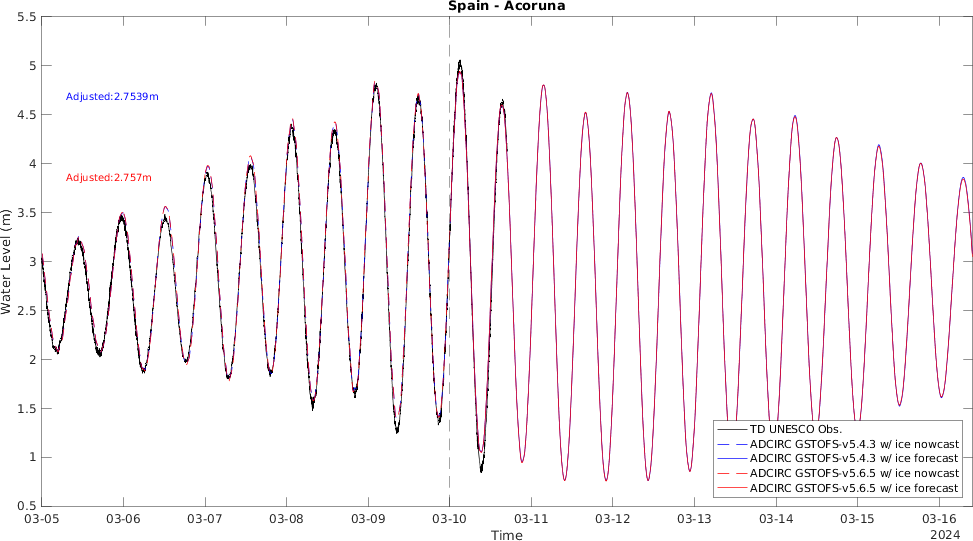 Spain - Acoruna
5.5
5
4.5
4
3.5
3
2.5
2
1.5
1
0.5
Water Level (m)
Adjusted:2.7539m
Adjusted:2.757m
TD UNESCO Obs.
ADCIRC GSTOFS-v5.4.3 w/ ice nowcast
ADCIRC GSTOFS-v5.4.3 w/ ice forecast
ADCIRC GSTOFS-v5.6.5 w/ ice nowcast
ADCIRC GSTOFS-v5.6.5 w/ ice forecast
03-05 03-06 03-07 03-08 03-09 03-10 03-11 03-12 03-13 03-14 03-15 03-16
Time
2024